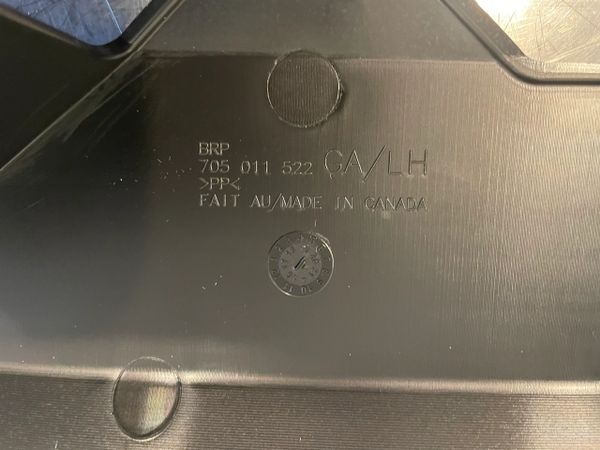 BRP
705 011 522 GA/LH
>PP<
FAIT AU/MADE IN CANADA